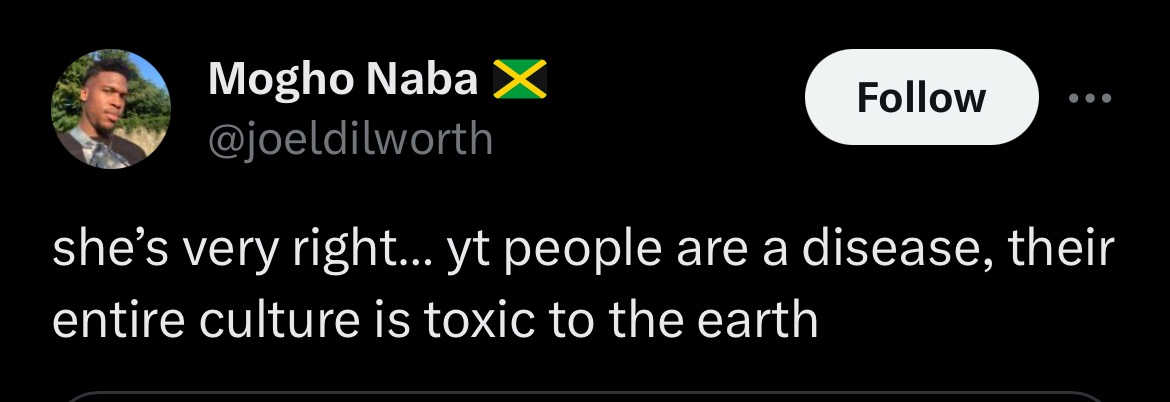 Mogho Naba 🇯🇲
@joeldilworth
Follow
she’s very right... yt people are a disease, their
entire culture is toxic to the earth